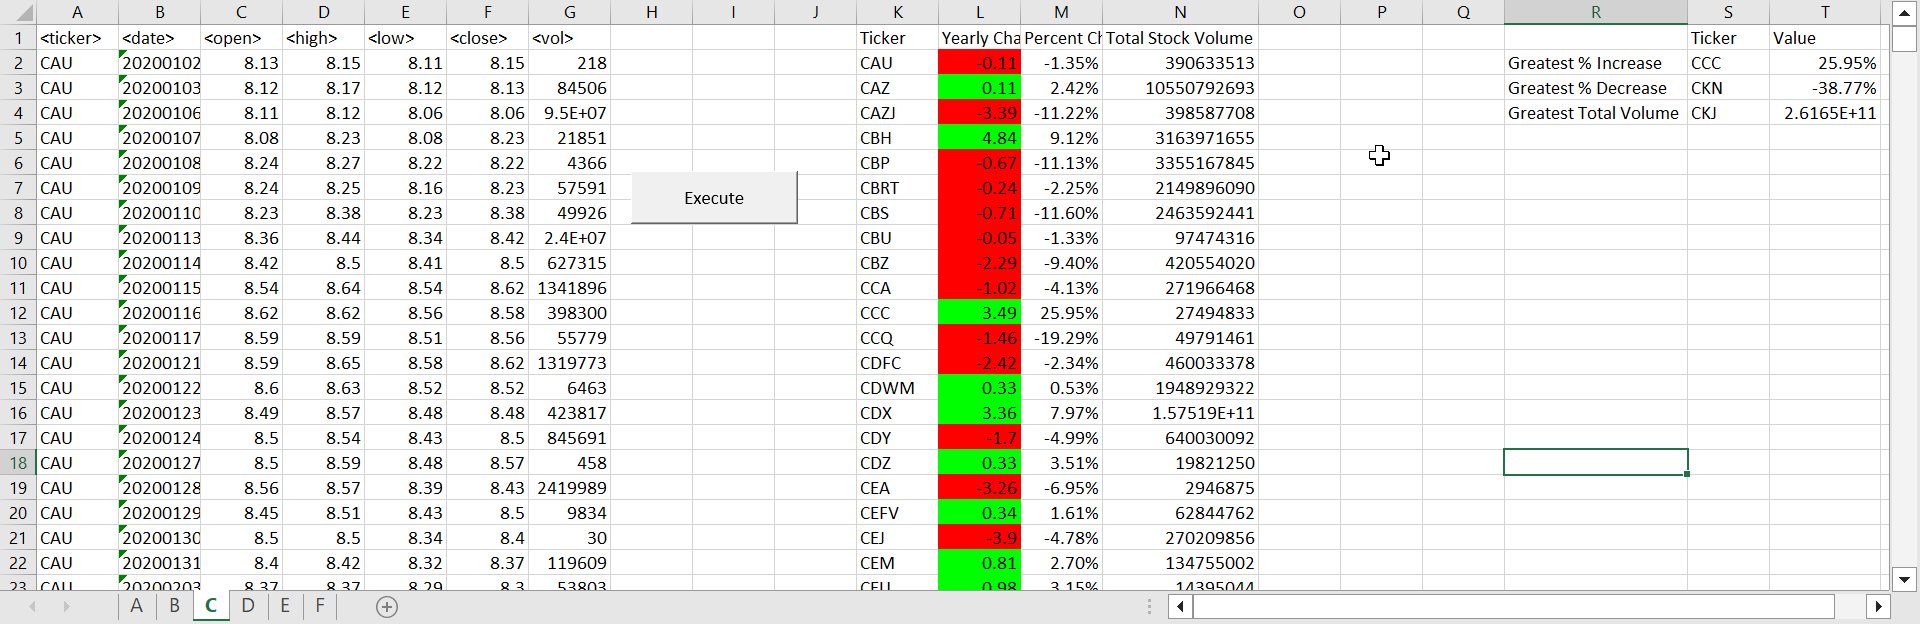 A B C D E F G H I J K L M N O P Q R S T
1 <ticker> <date> <open> <high> <low> <close> <vol> Ticker Yearly Cha Percent Ch Total Stock Volume Ticker Value
2 CAU 20200102 8.13 8.15 8.11 8.15 218 CAU -0.11 -1.35% 390633513 Greatest % Increase CCC 25.95%
3 CAU 20200103 8.12 8.17 8.12 8.13 84506 CAZ 0.11 2.42% 10550792693 Greatest % Decrease CKN -38.77%
4 CAU 20200106 8.11 8.12 8.06 8.06 9.5E+07 CAZJ -3.39 -11.22% 398587708 Greatest Total Volume CKJ 2.6165E+11
5 CAU 20200107 8.08 8.23 8.08 8.23 21851 CBH 4.84 9.12% 3163971655
6 CAU 20200108 8.24 8.27 8.22 8.22 4366 CBP -0.67 -11.13% 3355167845
7 CAU 20200109 8.24 8.25 8.16 8.23 57591 CBRT -0.24 -2.25% 2149896090
Execute
8 CAU 20200110 8.23 8.38 8.23 8.38 49926 CBS -0.71 -11.60% 2463592441
9 CAU 20200113 8.36 8.44 8.34 8.42 2.4E+07 CBU -0.05 -1.33% 97474316
10 CAU 20200114 8.42 8.5 8.41 8.5 627315 CBZ -2.29 -9.40% 420554020
11 CAU 20200115 8.54 8.64 8.54 8.62 1341896 CCA -1.02 -4.13% 271966468
12 CAU 20200116 8.62 8.62 8.56 8.58 398300 CCC 3.49 25.95% 27494833
13 CAU 20200117 8.59 8.59 8.51 8.56 55779 CCQ -1.46 -19.29% 49791461
14 CAU 20200121 8.59 8.65 8.58 8.62 1319773 CDFC -2.42 -2.34% 460033378
15 CAU 20200122 8.6 8.63 8.52 8.52 6463 CDWM 0.33 0.53% 1948929322
16 CAU 20200123 8.49 8.57 8.48 8.48 423817 CDX 3.36 7.97% 1.57519E+11
17 CAU 20200124 8.5 8.54 8.43 8.5 845691 CDY -1.7 -4.99% 640030092
18 CAU 20200127 8.5 8.59 8.48 8.57 458 CDZ 0.33 3.51% 19821250
19 CAU 20200128 8.56 8.57 8.39 8.43 2419989 CEA -3.26 -6.95% 2946875
20 CAU 20200129 8.45 8.51 8.43 8.5 9834 CEFV 0.34 1.61% 62844762
21 CAU 20200130 8.5 8.5 8.34 8.4 30 CEJ -3.9 -4.78% 270209856
22 CAU 20200131 8.4 8.42 8.32 8.37 119609 CEM 0.81 2.70% 134755002
23 CAU 20200203 8.37 8.37 8.29 8.3 53803 0.98 3.15% 14395044
A B C D E F